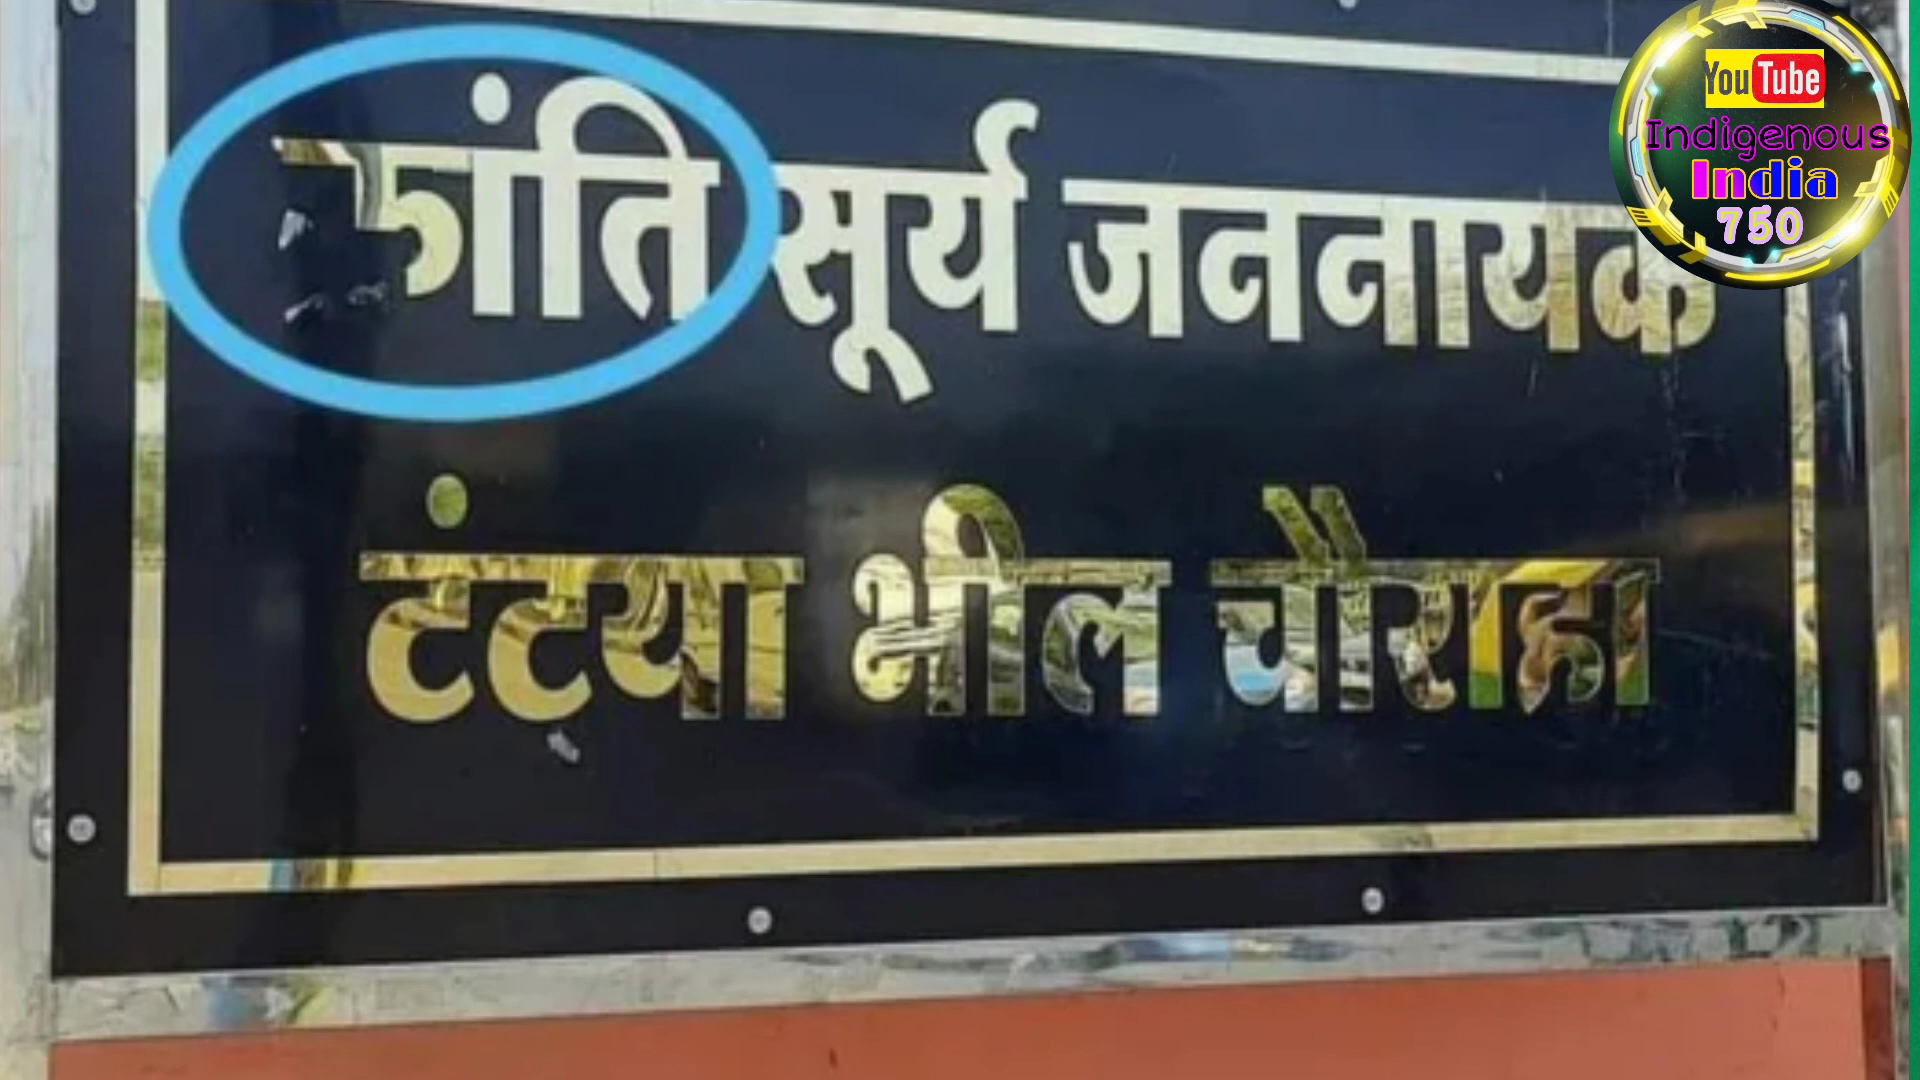 क्रांति सूर्य जननायक
टंट्या भील चौराहा
YouTube
Indigenous
India
750